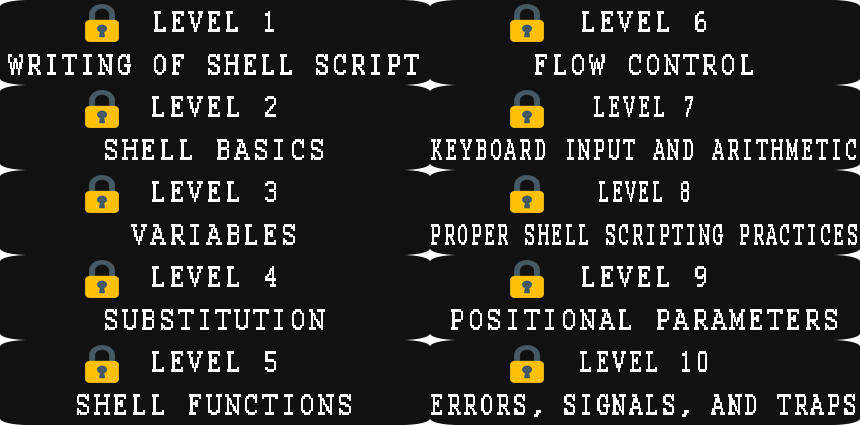 LEVEL 1
WRITING OF SHELL SCRIPT
LEVEL 2
SHELL BASICS
LEVEL 3
VARIABLES
LEVEL 4
SUBSTITUTION
LEVEL 5
SHELL FUNCTIONS
LEVEL 6
FLOW CONTROL
LEVEL 7
KEYBOARD INPUT AND ARITHMETIC
LEVEL 8
PROPER SHELL SCRIPTING PRACTICES
LEVEL 9
POSITIONAL PARAMETERS
LEVEL 10
ERRORS, SIGNALS, AND TRAPS